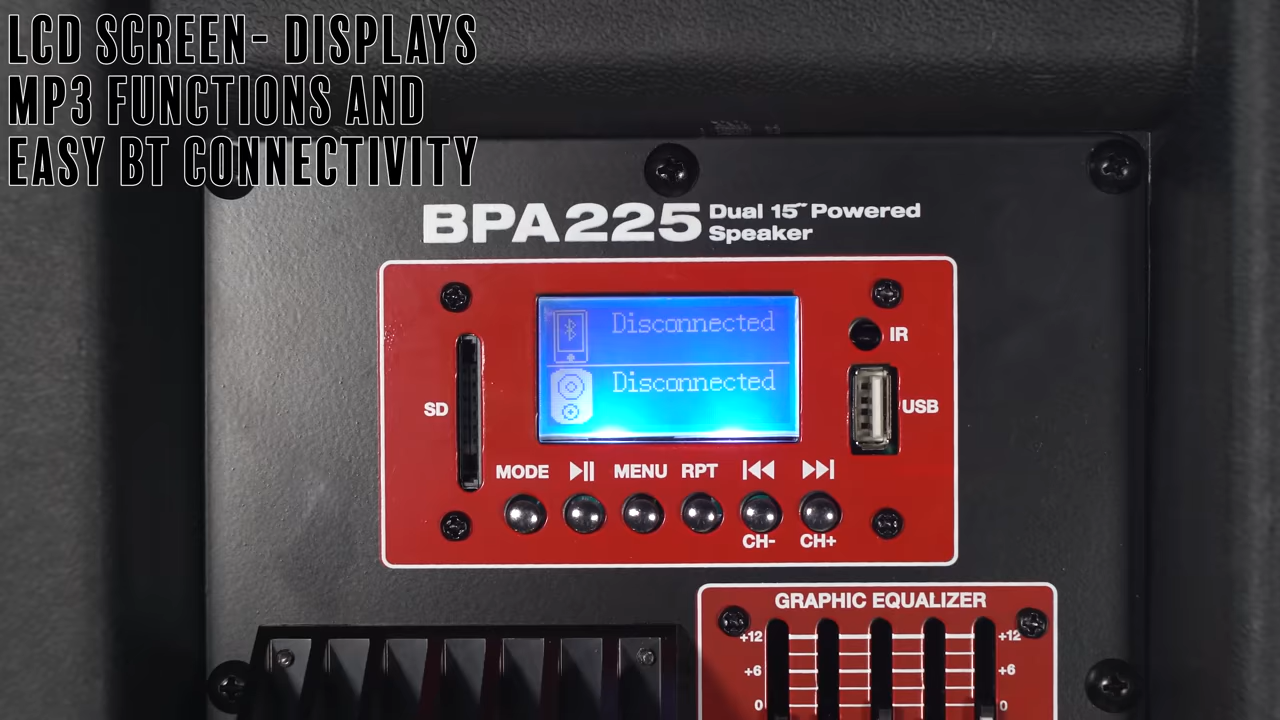 LCD SCREEN- DISPLAYS
MP3 FUNCTIONS AND
EASY BT CONNECTIVITY
BPA225 Dual 15" Powered
Speaker
Disconnected
IR
Disconnected
SD
USB
MODE MENU RPT
CH- CH+
GRAPHIC EQUALIZER
+12 +12
+6 +6
0 0